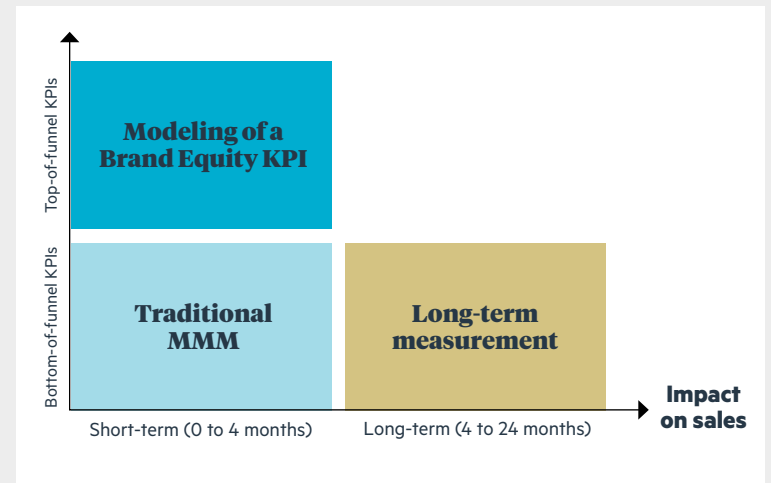 Top-of-funnel KPIs
Modeling of a
Brand Equity KPI
Bottom-of-funnel KPIs
Traditional
MMM
Long-term
measurement
Impact
on sales
Short-term (0 to 4 months)
Long-term (4 to 24 months)